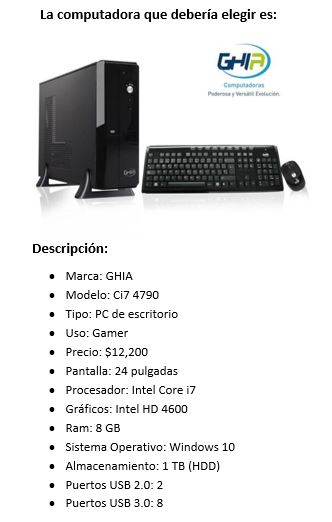 La computadora que debería elegir es:
GHIA
Computadoras
Poderosa y Versátil Evolución.
GHIA
Descripción:
• Marca: GHIA
• Modelo: Ci7 4790
• Tipo: PC de escritorio
• Uso: Gamer
• Precio: $12,200
• Pantalla: 24 pulgadas
• Procesador: Intel Core i7
• Gráficos: Intel HD 4600
• Ram: 8 GB
• Sistema Operativo: Windows 10
• Almacenamiento: 1 TB (HDD)
• Puertos USB 2.0: 2
• Puertos USB 3.0: 8